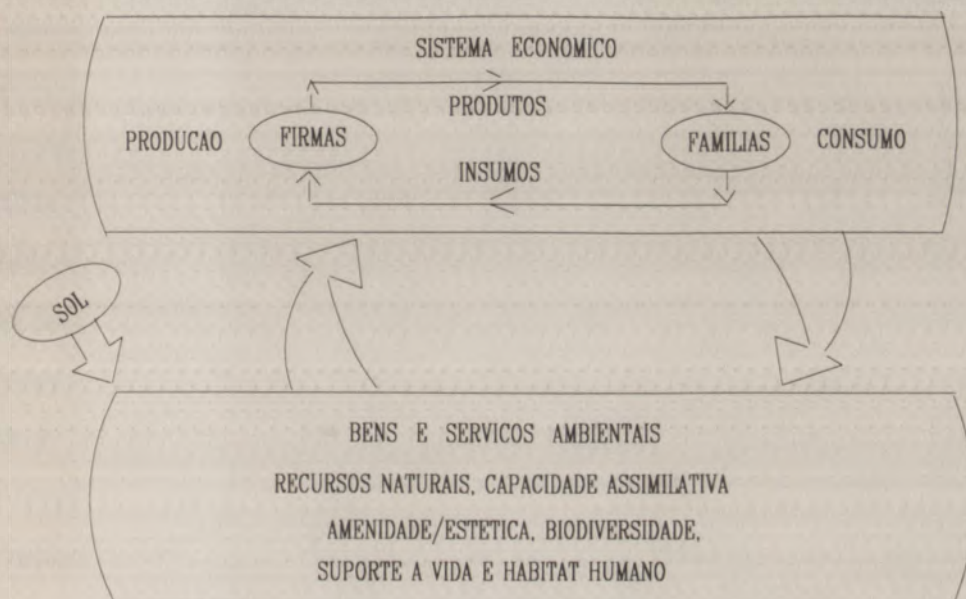 SISTEMA ECONOMICO
PRODUTOS
PRODUCAO FIRMAS FAMILIAS CONSUMO
INSUMOS
SOL
BENS E SERVICOS AMBIENTAIS
RECURSOS NATURAIS, CAPACIDADE ASSIMILATIVA
AMENIDADE/ESTETICA, BIODIVERSIDADE,
SUPORTE A VIDA E HABITAT HUMANO